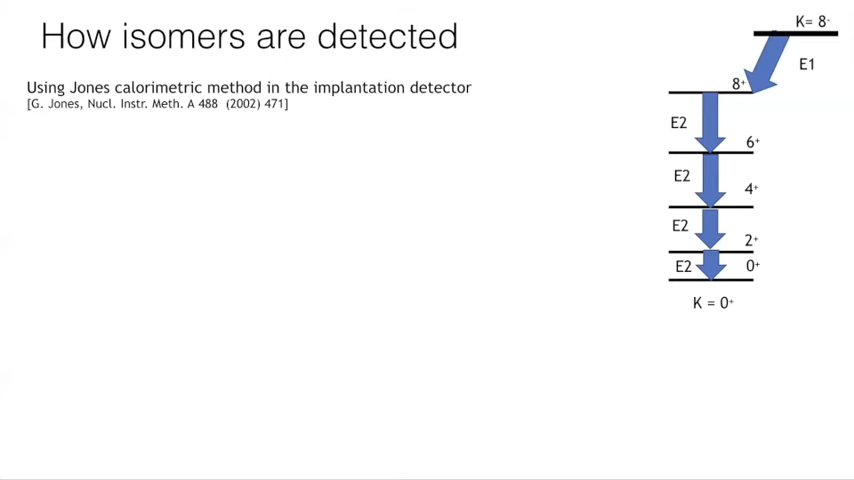 How isomers are detected
Using Jones calorimetric method in the implantation detector
[G. Jones, Nucl. Instr. Meth. A 488 (2002) 471]
K= 8-
E1
8+
E2
6+
E2
4+
E2
2+
E2
0+
K = 0+